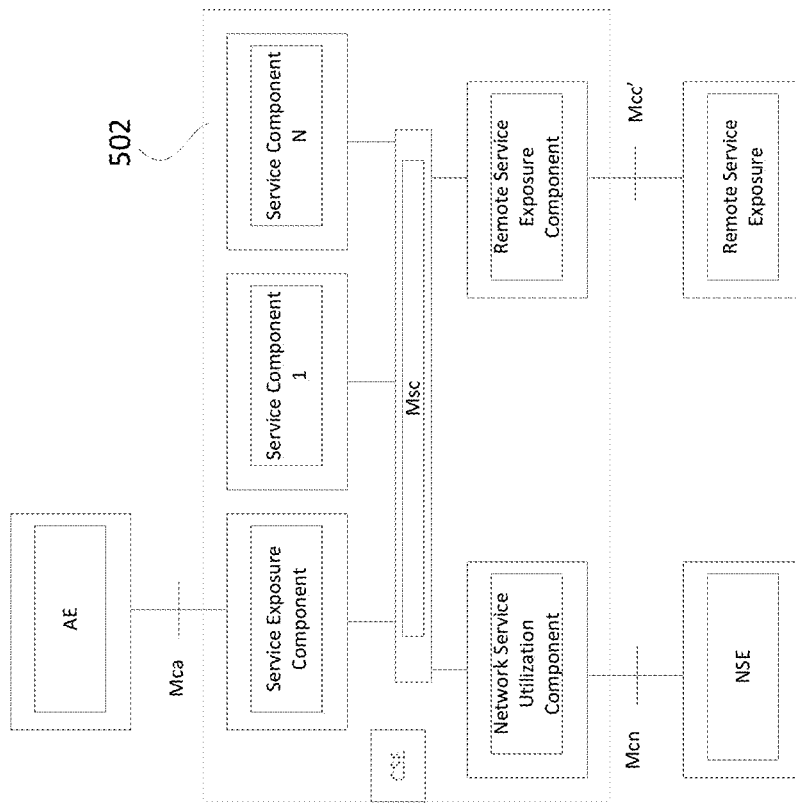 502
AE
Mca
Service Exposure
Component
Service Component
1
Service Component
N
Msc
CSE
Network Service
Utilization
Component
Remote Service
Exposure
Component
Mcn
Mcc'
NSE
Remote Service
Exposure